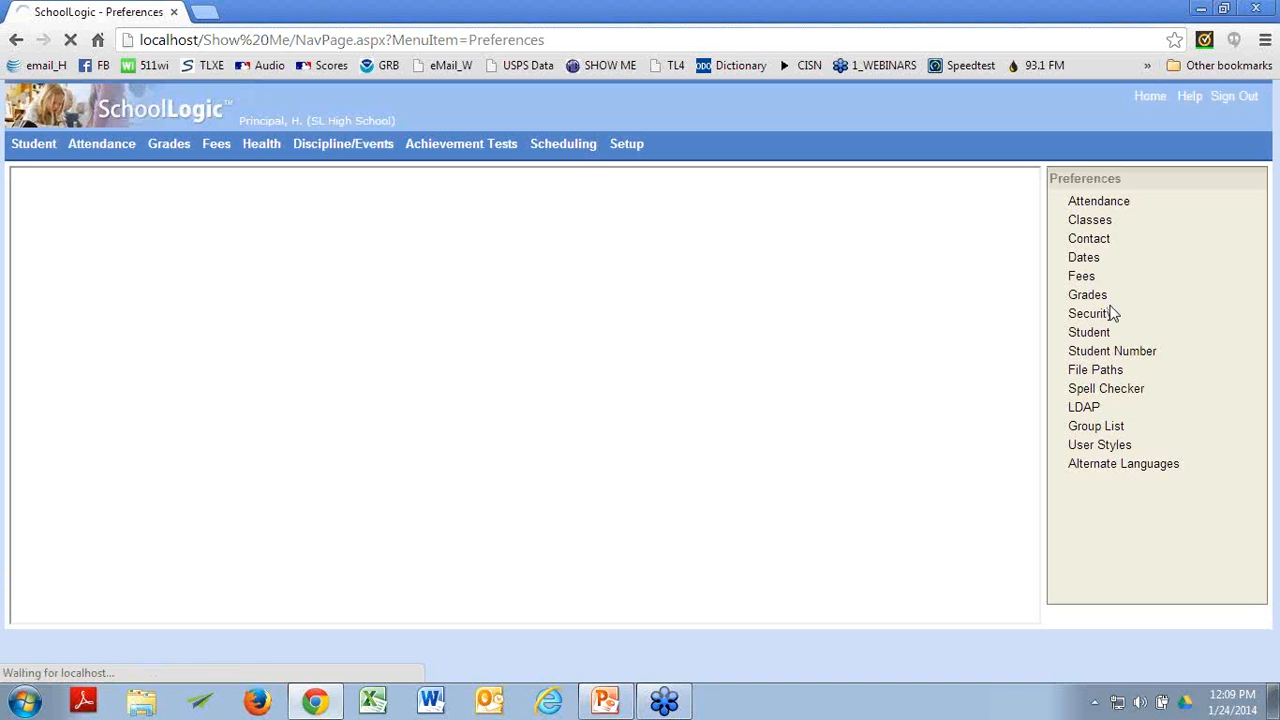 SchoolLogic - Preferences
localhost/Show%20Me/NavPage.aspx?MenuItem=Preferences
email_H FB 511wi TLXE Audio Scores GRB eMail_W USPS Data SHOW ME TL4 Dictionary CISN 1_WEBINARS Speedtest 93.1 FM » Other bookmarks
SchoolLogic™
Principal, H. (SL High School)
Home Help Sign Out
Student Attendance Grades Fees Health Discipline/Events Achievement Tests Scheduling Setup
Preferences
Attendance
Classes
Contact
Dates
Fees
Grades
Security
Student
Student Number
File Paths
Spell Checker
LDAP
Group List
User Styles
Alternate Languages
Waiting for localhost...
12:09 PM
1/24/2014